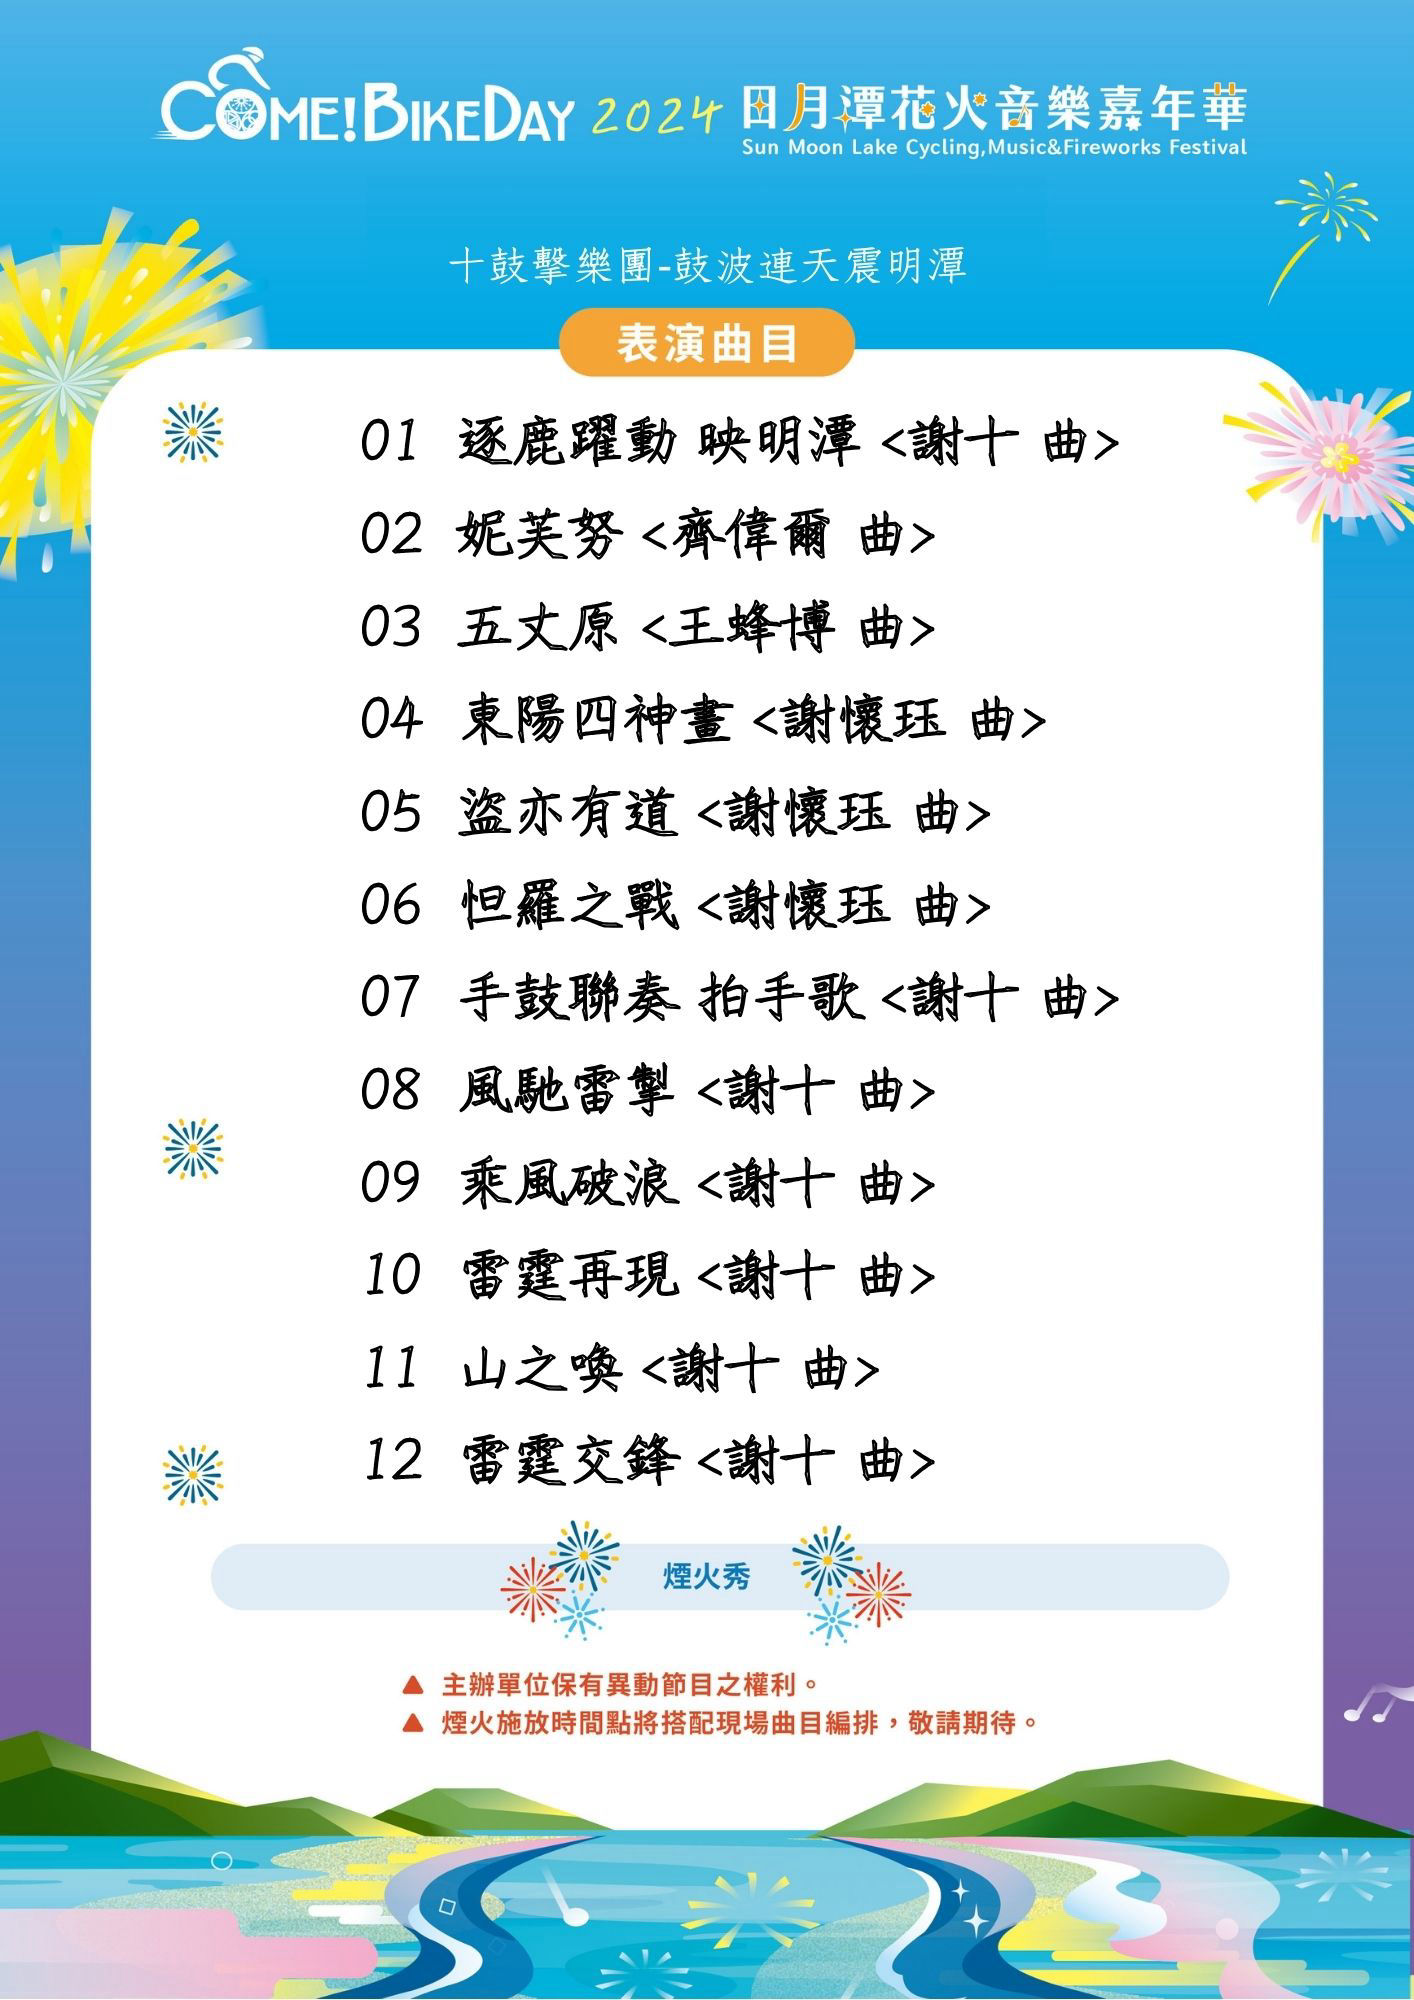 COME!BIKEDAY 2024 日月潭花火音樂嘉年華
Sun Moon Lake Cycling,Music&Fireworks Festival
十鼓擊樂團-鼓波連天震明潭
表演曲目
01 逐鹿躍動 映明潭 <謝十 曲>
02 妮芙努 <齊偉爾 曲>
03 五丈原 <王蜂博 曲>
04 東陽四神畫 <謝懷珏 曲>
05 盜亦有道 <謝懷珏 曲>
06 怛羅之戰 <謝懷珏 曲>
07 手鼓聯奏 拍手歌 <謝十 曲>
08 風馳雷掣 <謝十 曲>
09 乘風破浪 <謝十 曲>
10 雷霆再現 <謝十 曲>
11 山之喚 <謝十 曲>
12 雷霆交鋒 <謝十 曲>
煙火秀
▲ 主辦單位保有異動節目之權利。
▲ 煙火施放時間點將搭配現場曲目編排，敬請期待。